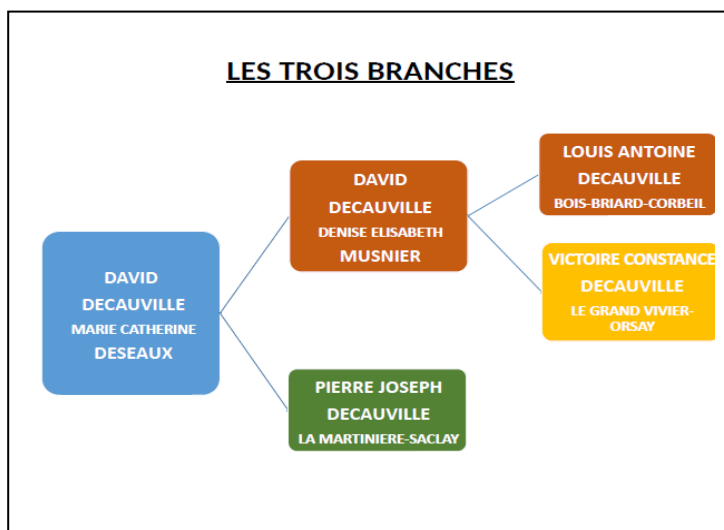 LES TROIS BRANCHES
DAVID
DECAUVILLE
MARIE CATHERINE
DESEAUX
DAVID
DECAUVILLE
DENISE ELISABETH
MUSNIER
PIERRE JOSEPH
DECAUVILLE
LA MARTINIERE-SACLAY
LOUIS ANTOINE
DECAUVILLE
BOIS-BRIARD-CORBEIL
VICTOIRE CONSTANCE
DECAUVILLE
LE GRAND VIVIER-
ORSAY